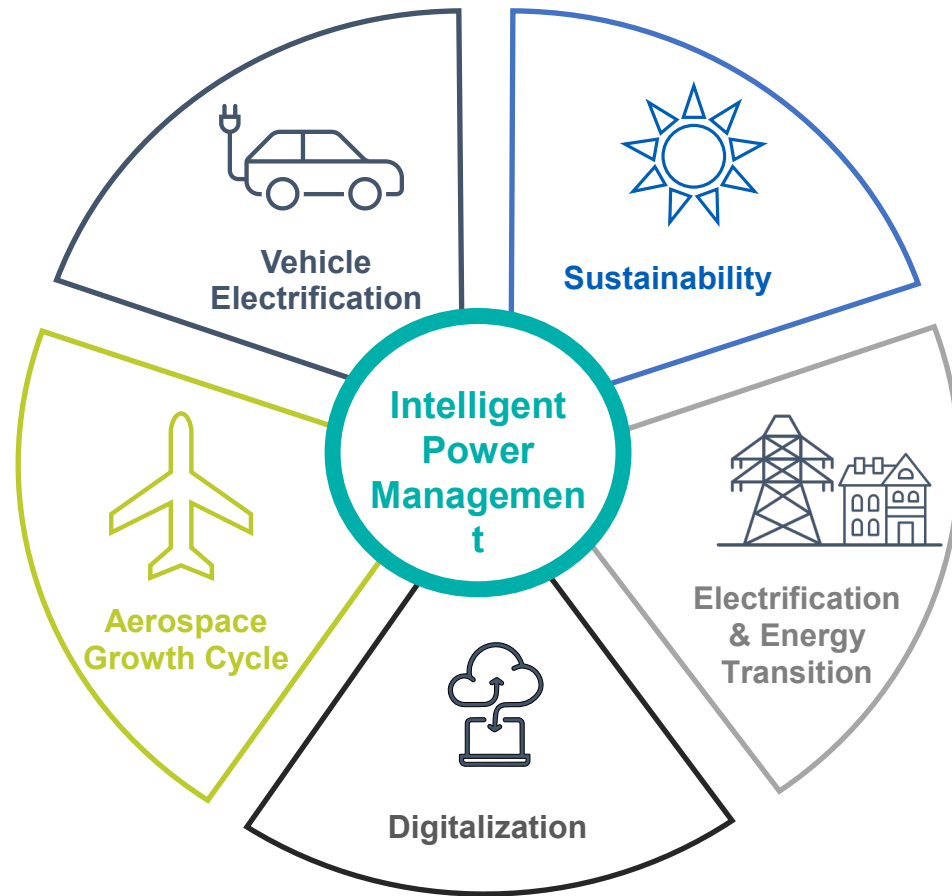 Vehicle
Electrification
Sustainability
Intelligent
Power
Managemen
t
Electrification
& Energy
Transition
Aerospace
Growth Cycle
Digitalization